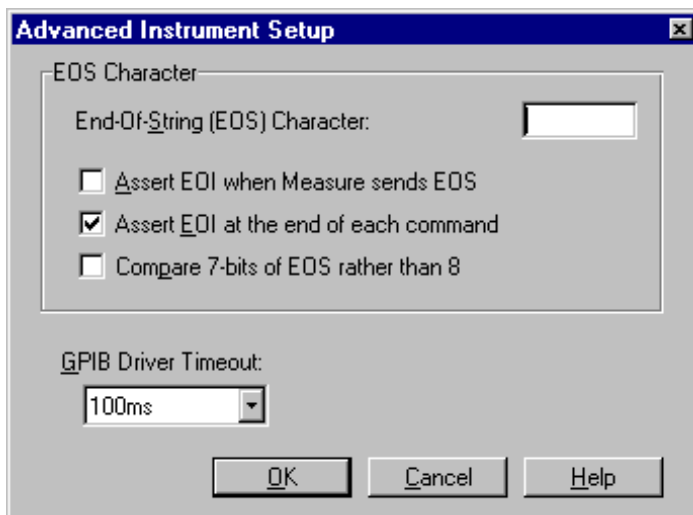 Advanced Instrument Setup
EOS Character
End-Of-String (EOS) Character:
Assert EOI when Measure sends EOS
Assert EOI at the end of each command
Compare 7-bits of EOS rather than 8
GPIB Driver Timeout:
100ms
OK Cancel Help